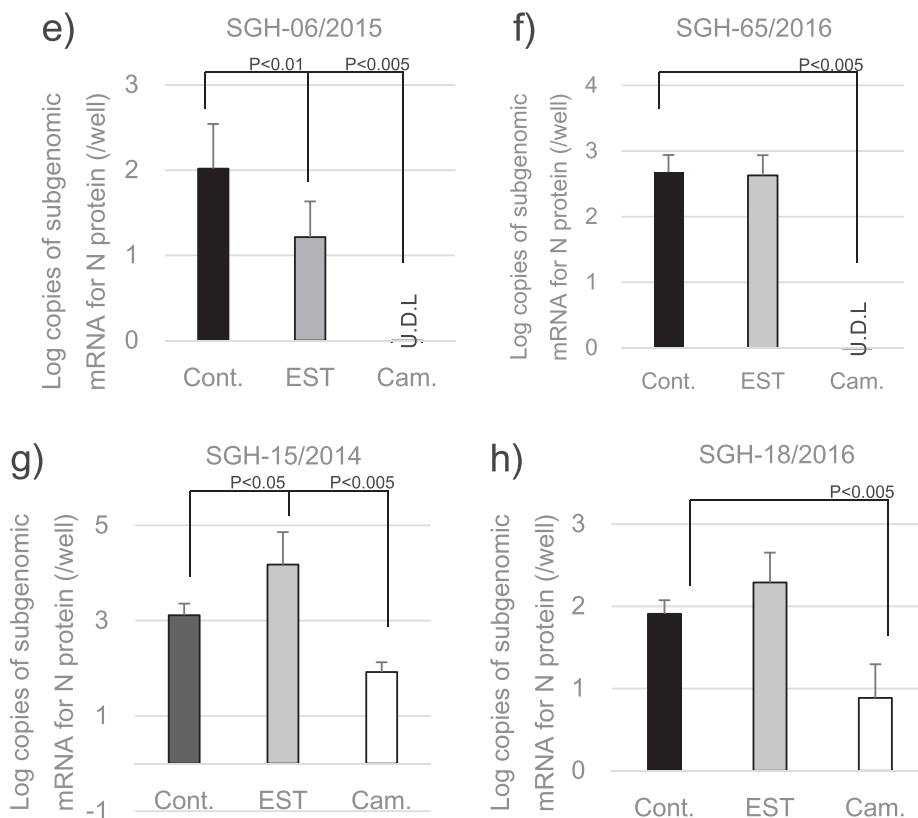 e)
SGH-06/2015
P<0.01
P<0.005
Log copies of subgenomic
mRNA for N protein (/well)
3
2
1
0
U.D.L
Cont.
EST
Cam.
f)
SGH-65/2016
P<0.005
Log copies of subgenomic
mRNA for N protein (/well)
4
3
2
1
0
U.D.L
Cont.
EST
Cam.
g)
SGH-15/2014
P<0.05
P<0.005
Log copies of subgenomic
mRNA for N protein (/well)
5
3
1
-1
Cont.
EST
Cam.
h)
SGH-18/2016
P<0.005
Log copies of subgenomic
mRNA for N protein (/well)
3
2
1
0
Cont.
EST
Cam.